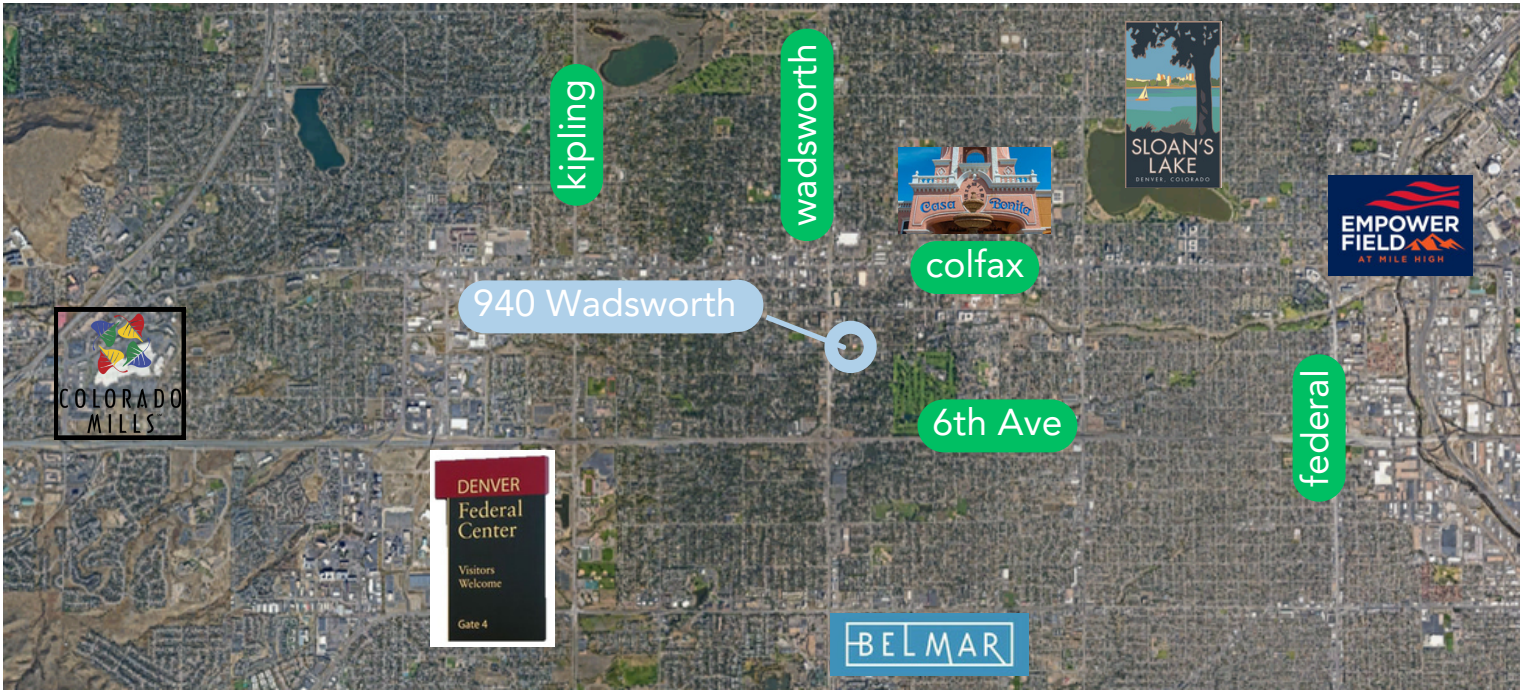 kipling
wadsworth
SLOAN'S
LAKE
DENVER, COLORADO
Casa Bonita
EMPOWER
FIELD
AT MILE HIGH
colfax
940 Wadsworth
COLORADO
MILLS
6th Ave
federal
DENVER
Federal
Center
Visitors
Welcome
Gate 4
BELMAR